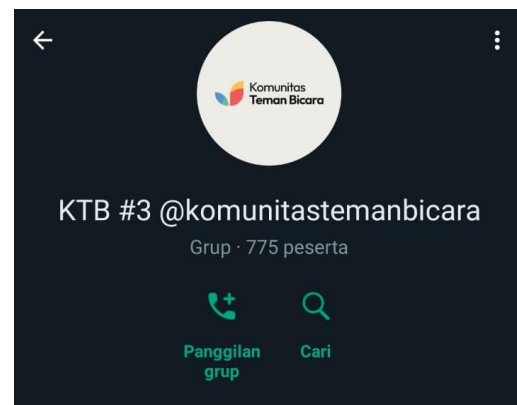 Komunitas
Teman Bicara
KTB #3 @komunitastemanbicara
Grup · 775 peserta
Panggilan grup
Cari